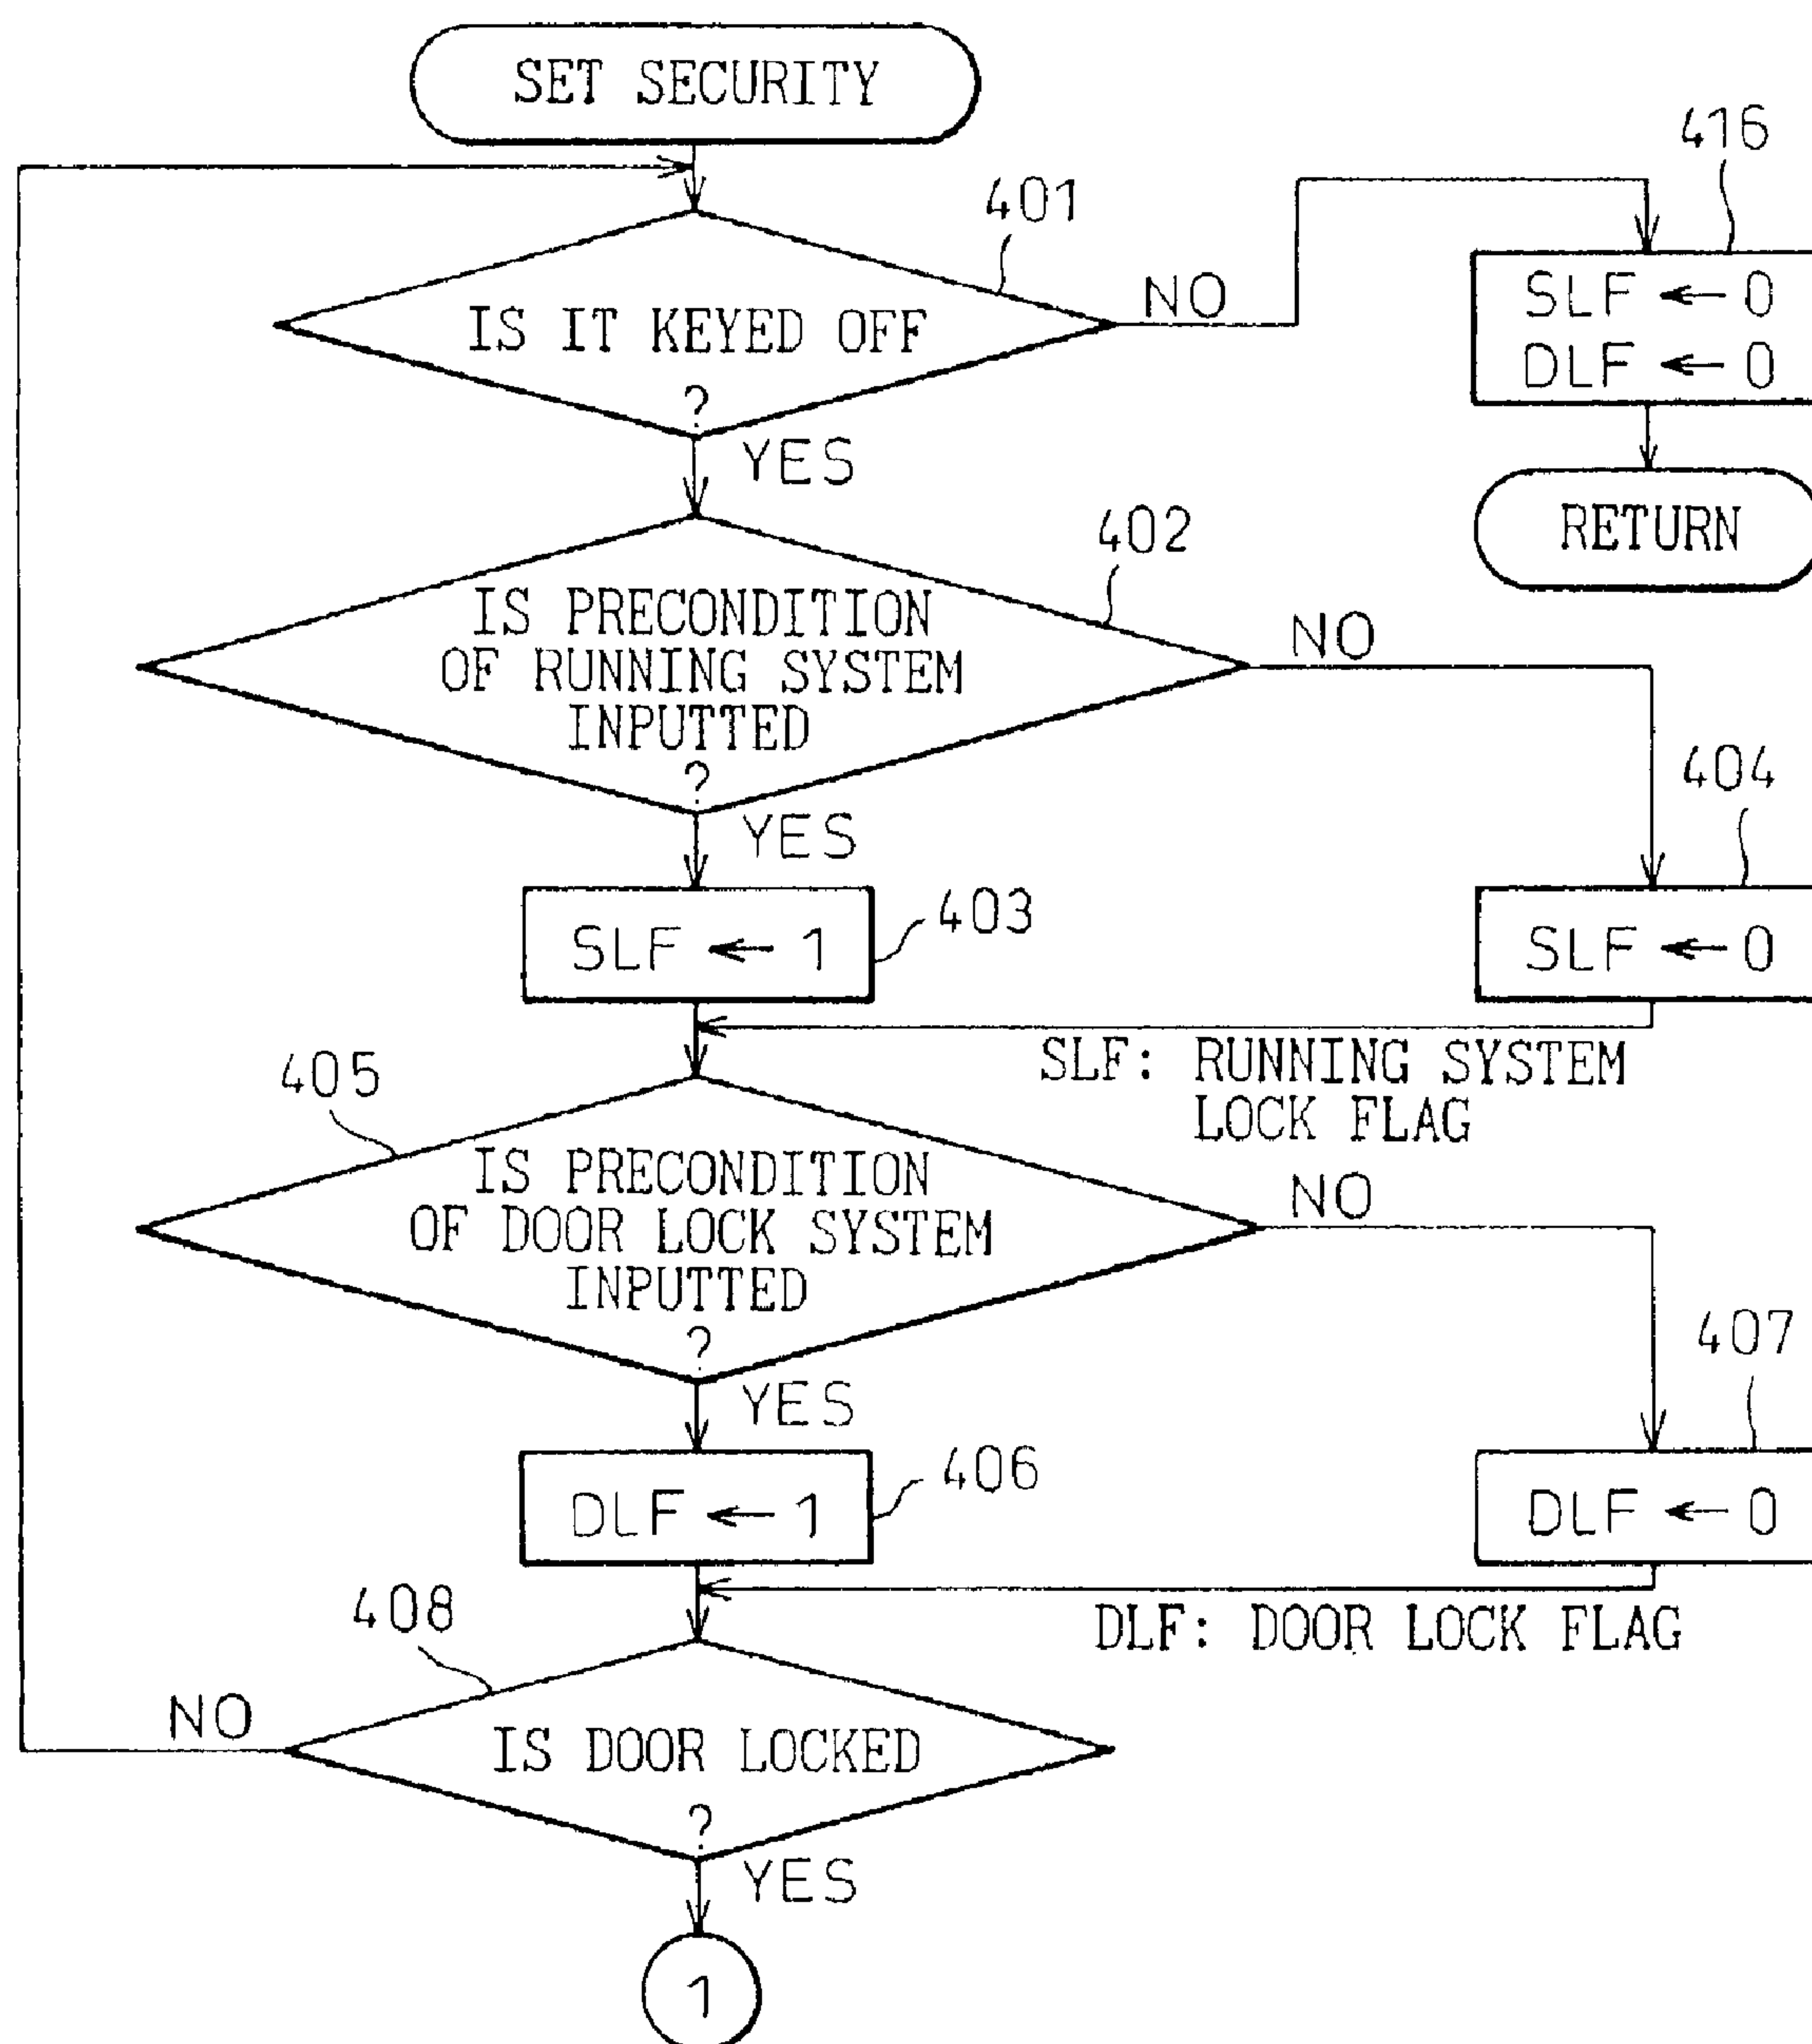 SET SECURITY
416
401
NO
SLF ← 0
DLF ← 0
IS IT KEYED OFF
?
YES
RETURN
402
IS PRECONDITION
OF RUNNING SYSTEM
INPUTTED
?
NO
YES
404
403
SLF ← 1
SLF ← 0
SLF: RUNNING SYSTEM
LOCK FLAG
405
IS PRECONDITION
OF DOOR LOCK SYSTEM
INPUTTED
?
NO
YES
407
406
DLF ← 1
DLF ← 0
DLF: DOOR LOCK FLAG
408
NO
IS DOOR LOCKED
?
YES
1